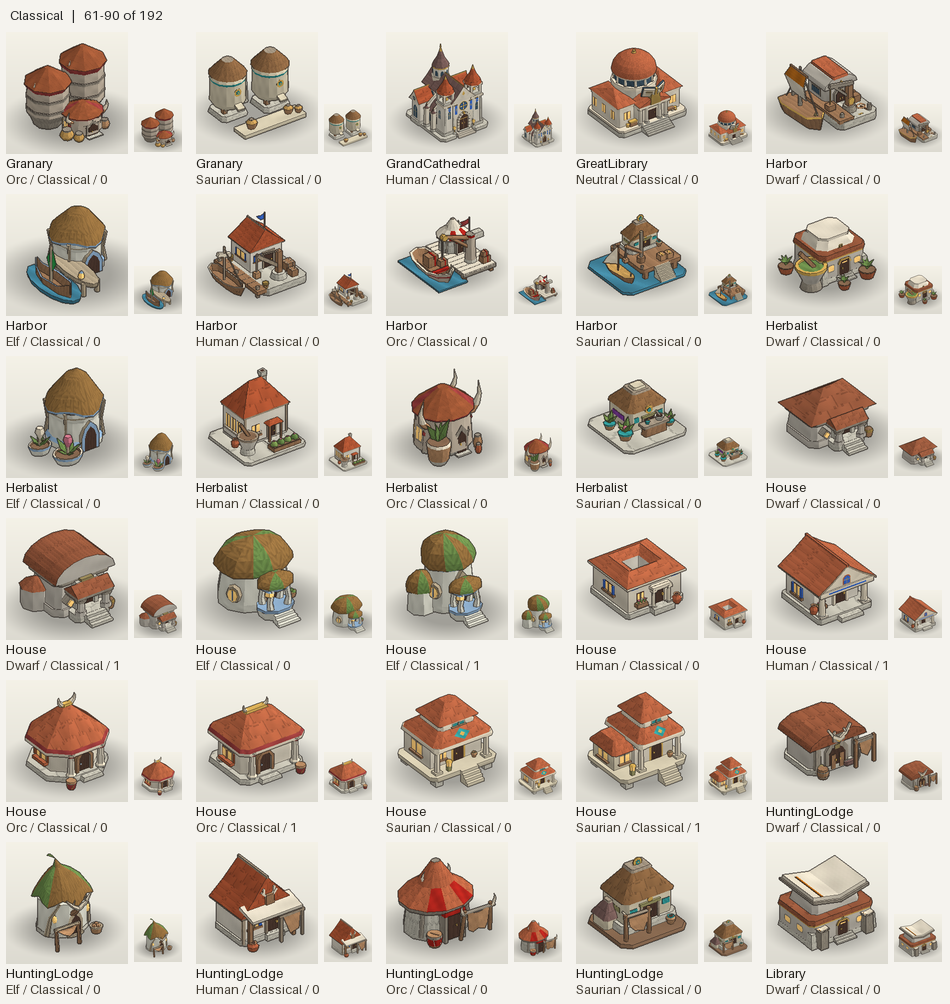 Classical | 61-90 of 192
Granary
Orc / Classical / 0
Granary
Saurian / Classical / 0
GrandCathedral
Human / Classical / 0
GreatLibrary
Neutral / Classical / 0
Harbor
Dwarf / Classical / 0
Harbor
Elf / Classical / 0
Harbor
Human / Classical / 0
Harbor
Orc / Classical / 0
Harbor
Saurian / Classical / 0
Herbalist
Dwarf / Classical / 0
Herbalist
Elf / Classical / 0
Herbalist
Human / Classical / 0
Herbalist
Orc / Classical / 0
Herbalist
Saurian / Classical / 0
House
Dwarf / Classical / 0
House
Dwarf / Classical / 1
House
Elf / Classical / 0
House
Elf / Classical / 1
House
Human / Classical / 0
House
Human / Classical / 1
House
Orc / Classical / 0
House
Orc / Classical / 1
House
Saurian / Classical / 0
House
Saurian / Classical / 1
HuntingLodge
Dwarf / Classical / 0
HuntingLodge
Elf / Classical / 0
HuntingLodge
Human / Classical / 0
HuntingLodge
Orc / Classical / 0
HuntingLodge
Saurian / Classical / 0
Library
Dwarf / Classical / 0